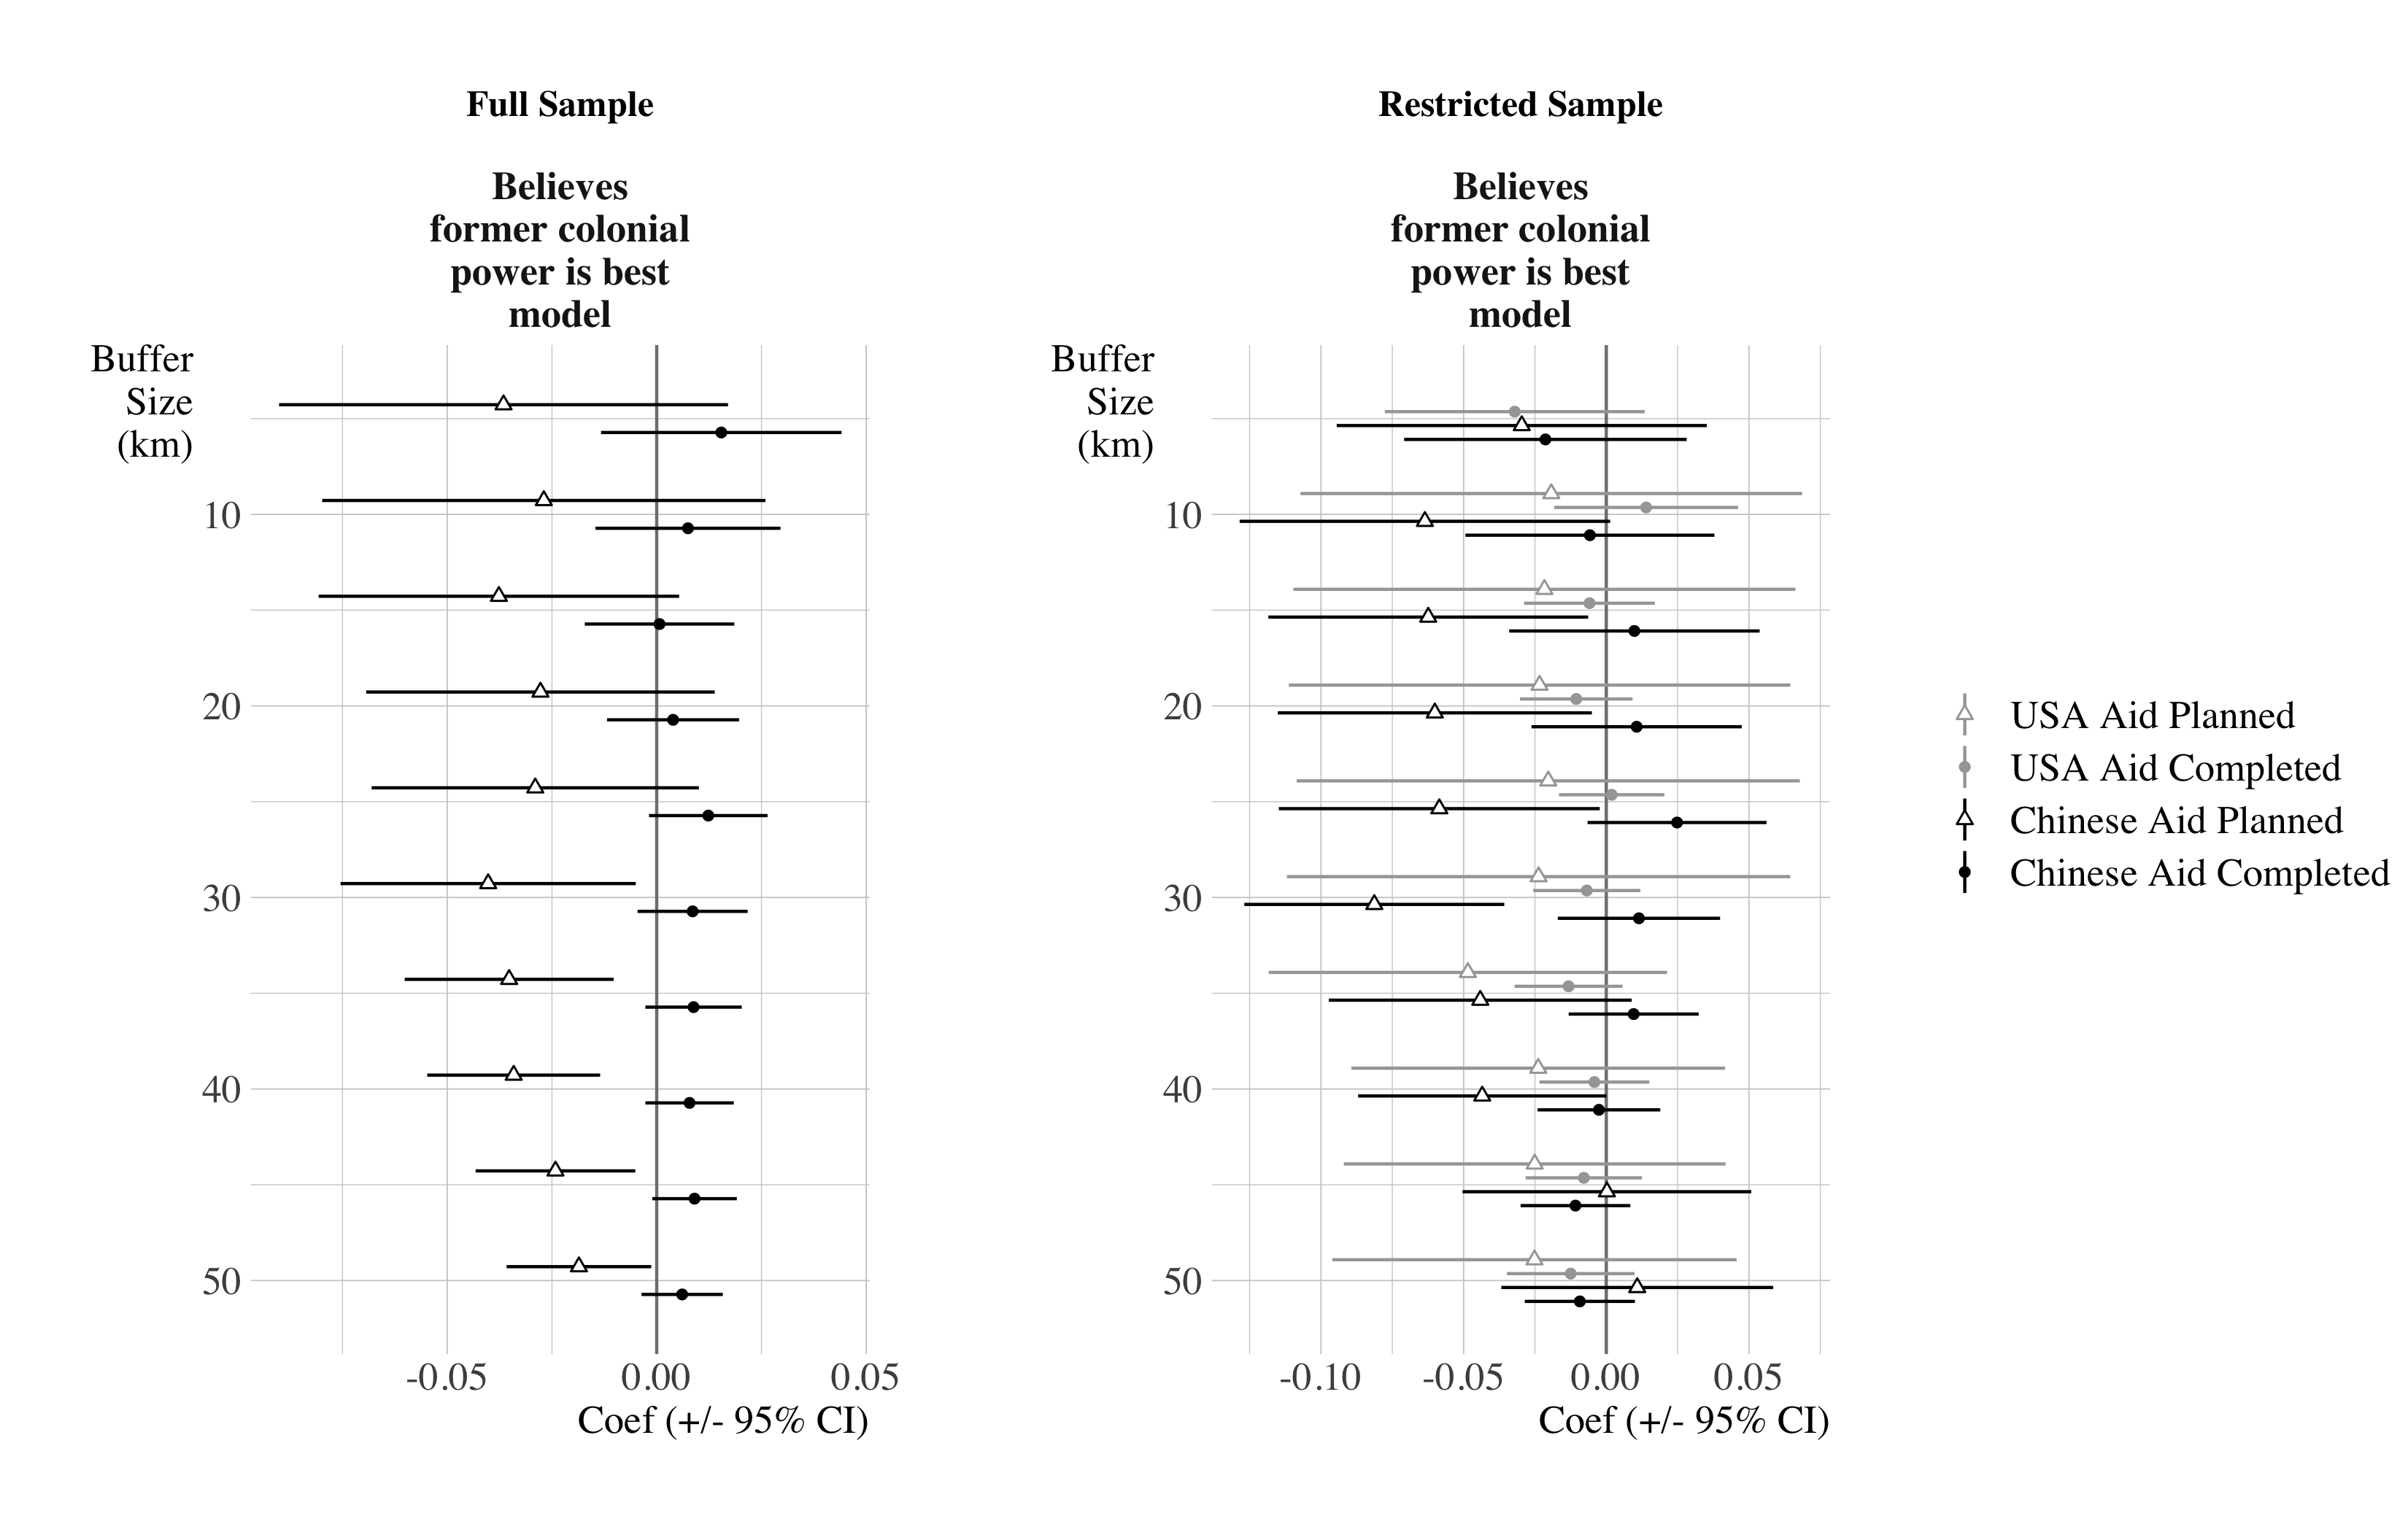 Full Sample
Believes
former colonial
power is best
model
Buffer
Size
(km)
10
20
30
40
50
-0.05
0.00
0.05
Coef (+/- 95% CI)
Restricted Sample
Believes
former colonial
power is best
model
Buffer
Size
(km)
10
20
30
40
50
-0.10
-0.05
0.00
0.05
Coef (+/- 95% CI)
USA Aid Planned
USA Aid Completed
Chinese Aid Planned
Chinese Aid Completed